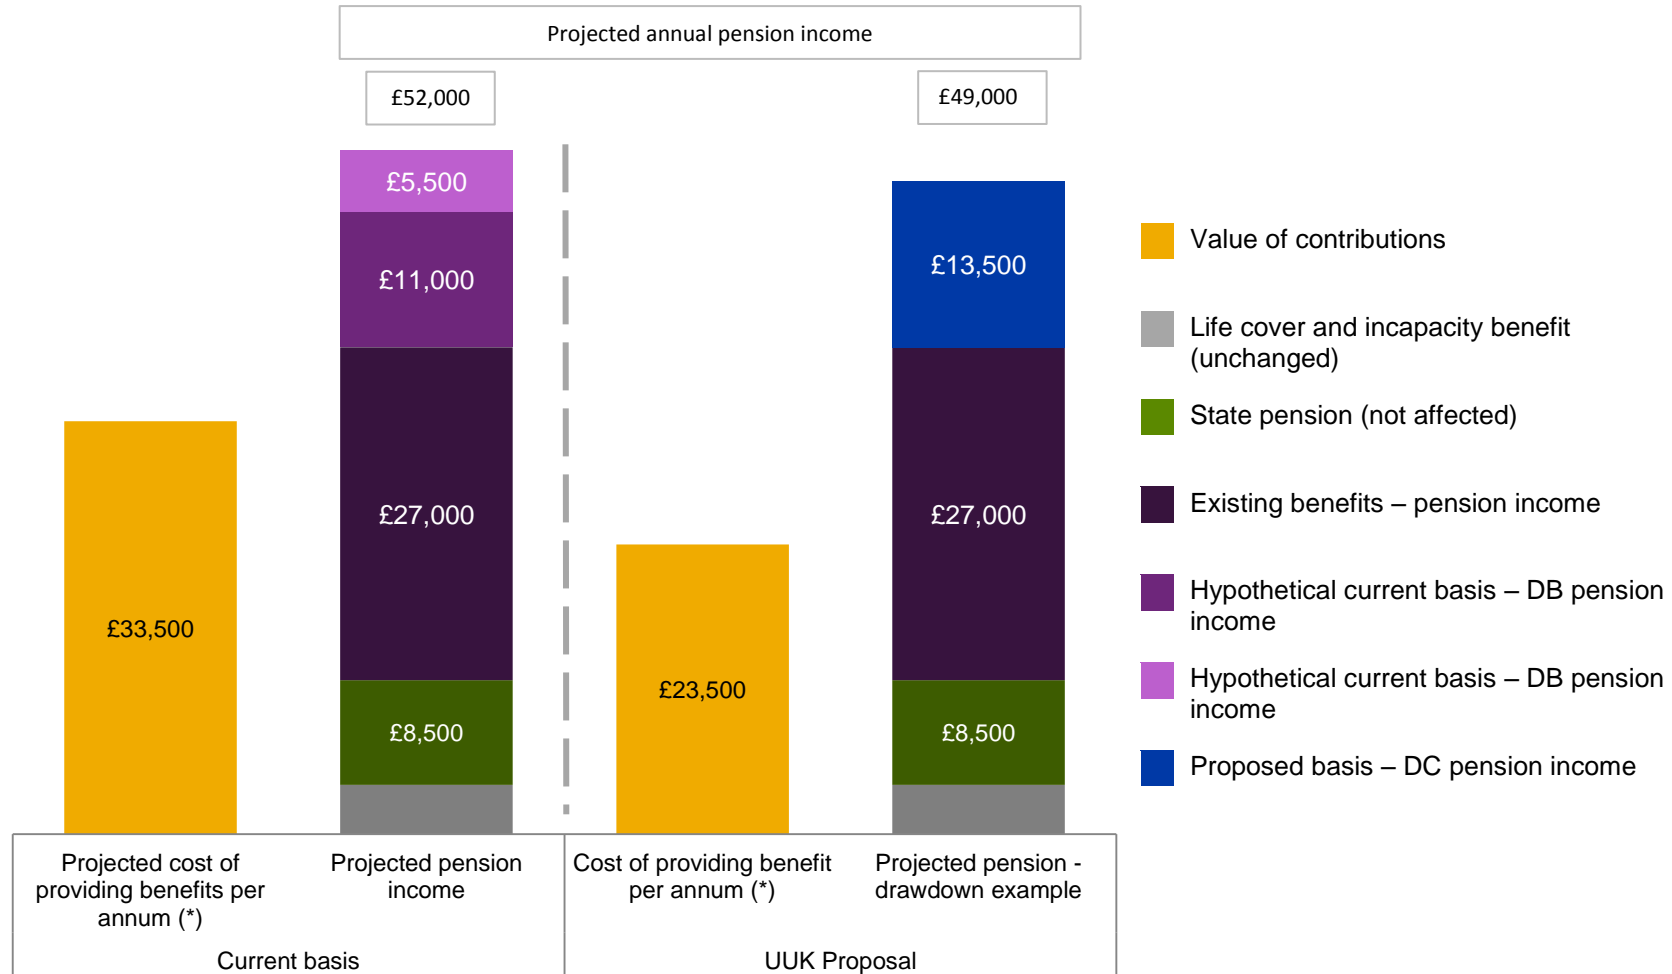 Projected annual pension income
£52,000
£49,000
£5,500
£11,000
£27,000
£8,500
£33,500
£13,500
£27,000
£8,500
£23,500
Value of contributions
Life cover and incapacity benefit
(unchanged)
State pension (not affected)
Existing benefits – pension income
Hypothetical current basis – DB pension
income
Hypothetical current basis – DB pension
income
Proposed basis – DC pension income
Projected cost of
providing benefits per
annum (*)
Projected pension
income
Cost of providing benefit
per annum (*)
Projected pension -
drawdown example
Current basis
UUK Proposal